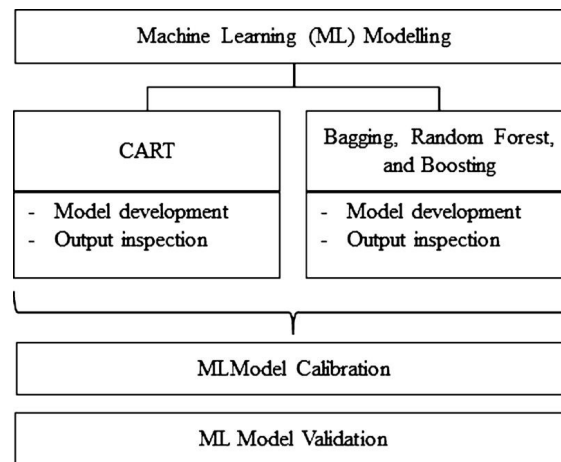 Machine Learning (ML) Modelling
CART
- Model development
- Output inspection
Bagging, Random Forest,
and Boosting
- Model development
- Output inspection
MLModel Calibration
ML Model Validation